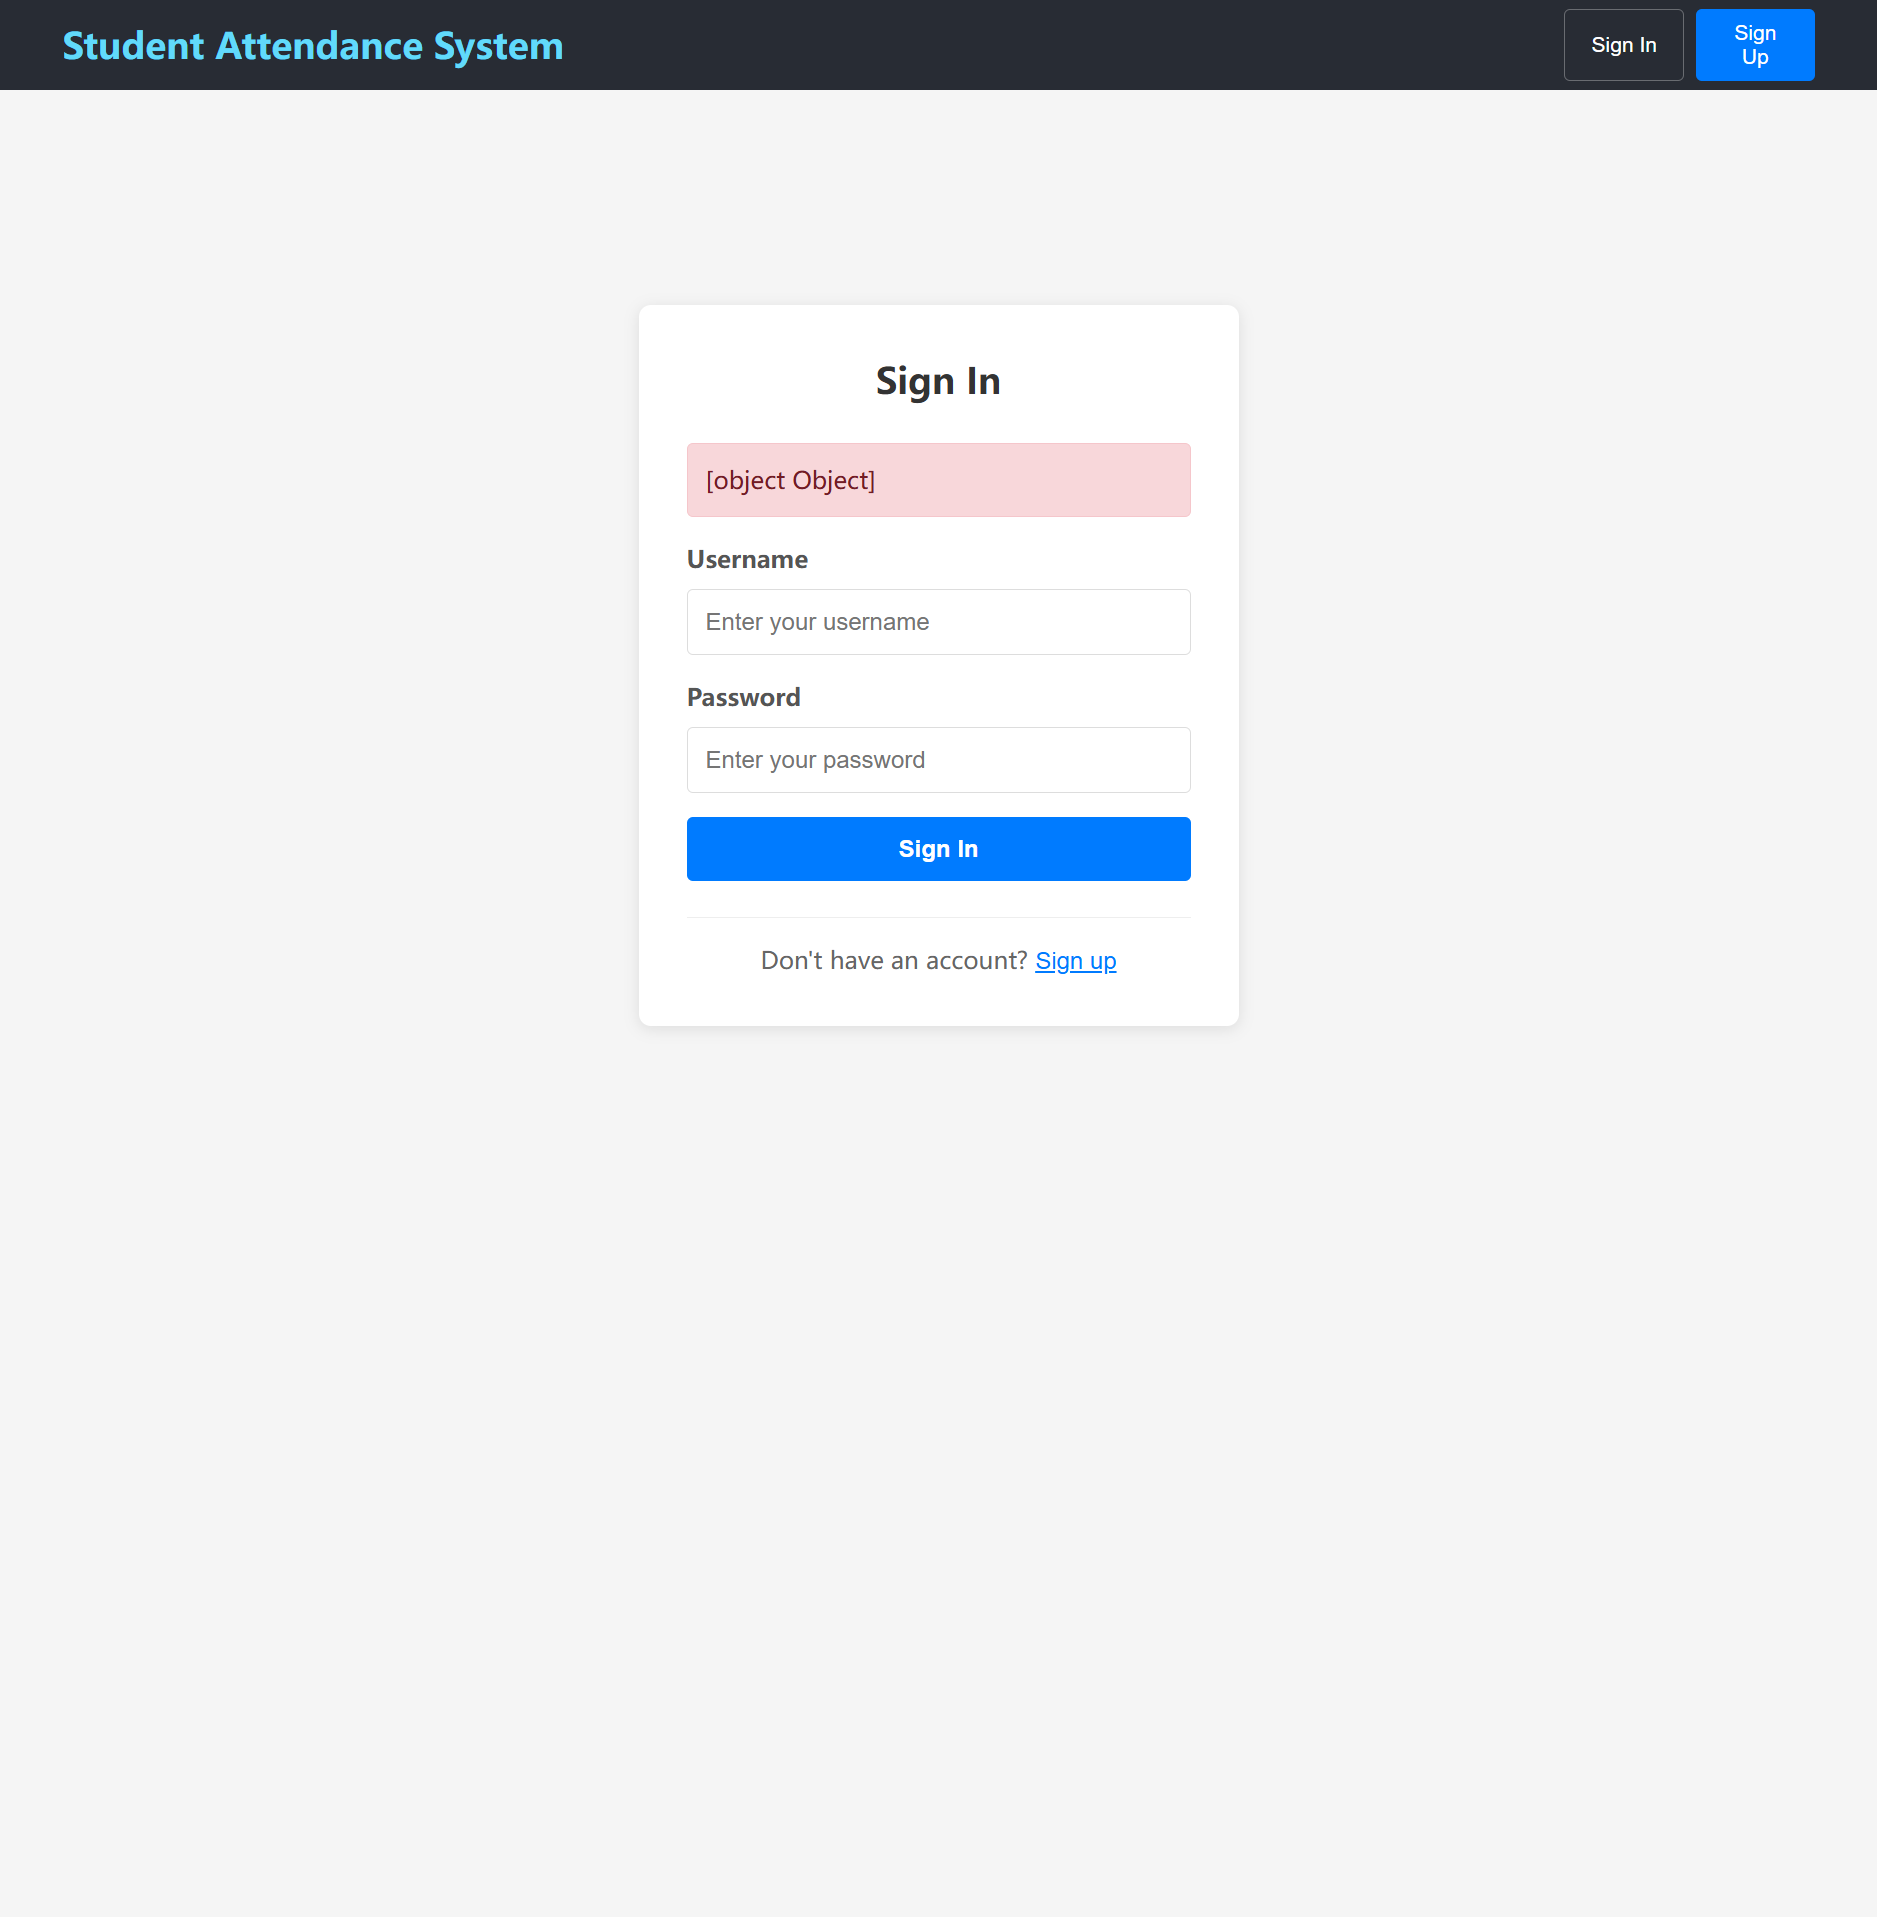 Student Attendance System
Sign In
Sign
Up
Sign In
[object Object]
Username
Enter your username
Password
Enter your password
Sign In
Don't have an account? Sign up